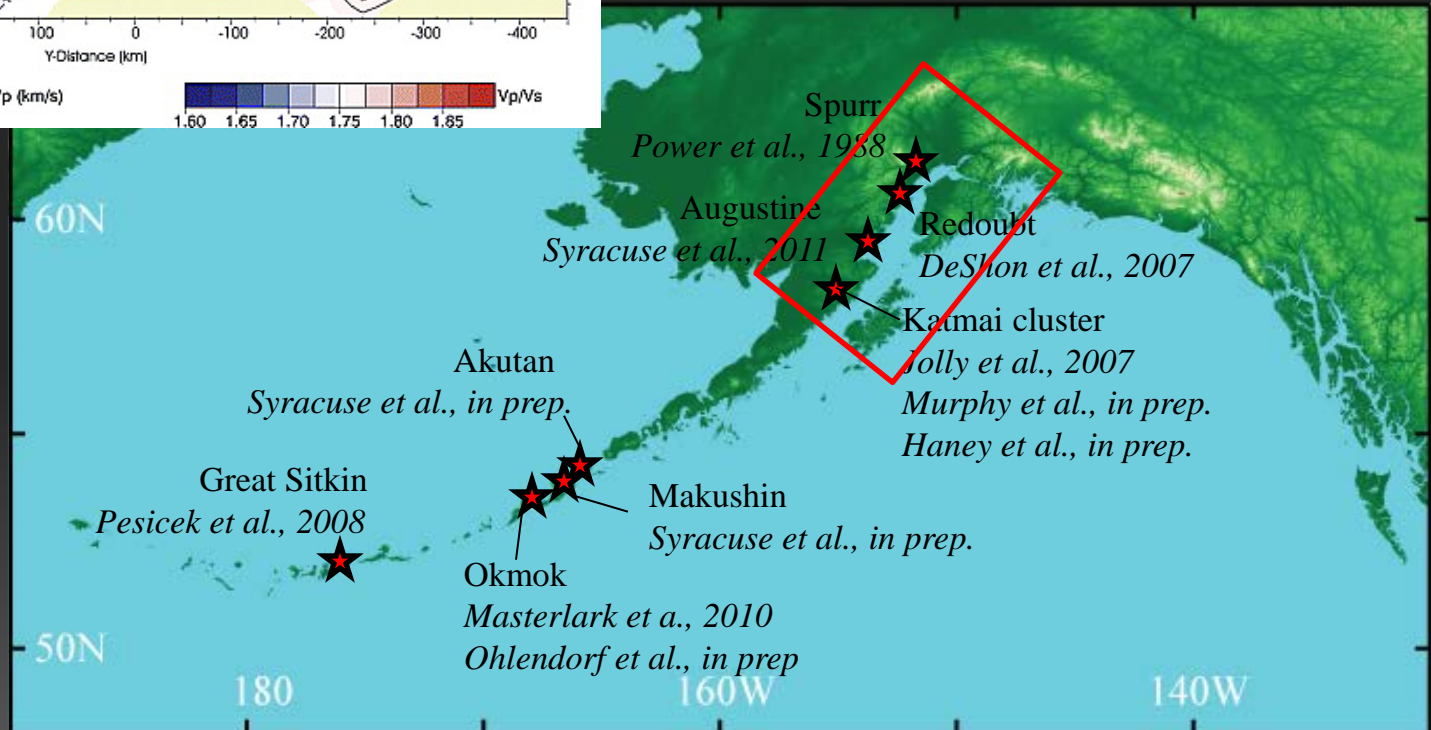 100 0 -100 -200 -300 -400
Y-Distance (km)
p (km/s)
Vp/Vs
1.60 1.65 1.70 1.75 1.80 1.85
Spurr
Power et al., 1988
Augustine
Syracuse et al., 2011
Redoubt
DeShon et al., 2007
Katmai cluster
Jolly et al., 2007
Murphy et al., in prep.
Haney et al., in prep.
60N
Akutan
Syracuse et al., in prep.
Great Sitkin
Pesicek et al., 2008
Makushin
Syracuse et al., in prep.
Okmok
Masterlark et a., 2010
Ohlendorf et al., in prep
50N
180 160W 140W